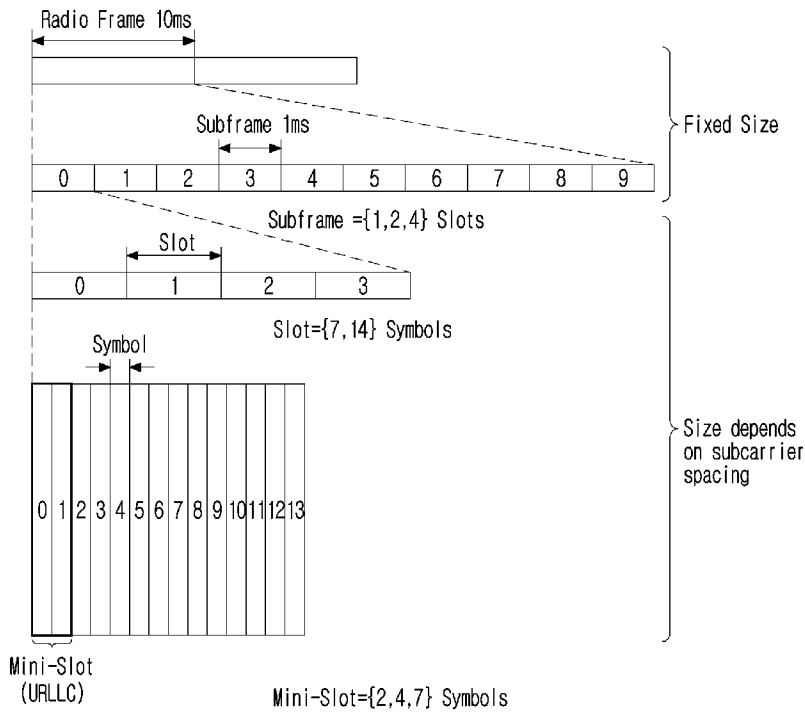 Radio Frame 10ms
Fixed Size
Subframe 1ms
0 1 2 3 4 5 6 7 8 9
Subframe ={1,2,4} Slots
Slot
0 1 2 3
Slot={7,14} Symbols
Symbol
Size depends
on subcarrier
spacing
0 1 2 3 4 5 6 7 8 9 10 11 12 13
Mini-Slot
(URLLC)
Mini-Slot={2,4,7} Symbols